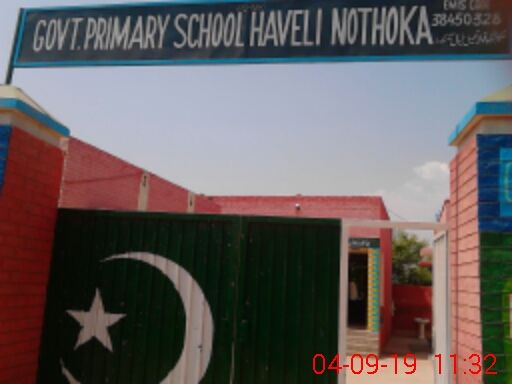 GOVT. PRIMARY SCHOOL HAVELI NOTHOKA
EMIS CODE
38450328
04-09-19 11:32